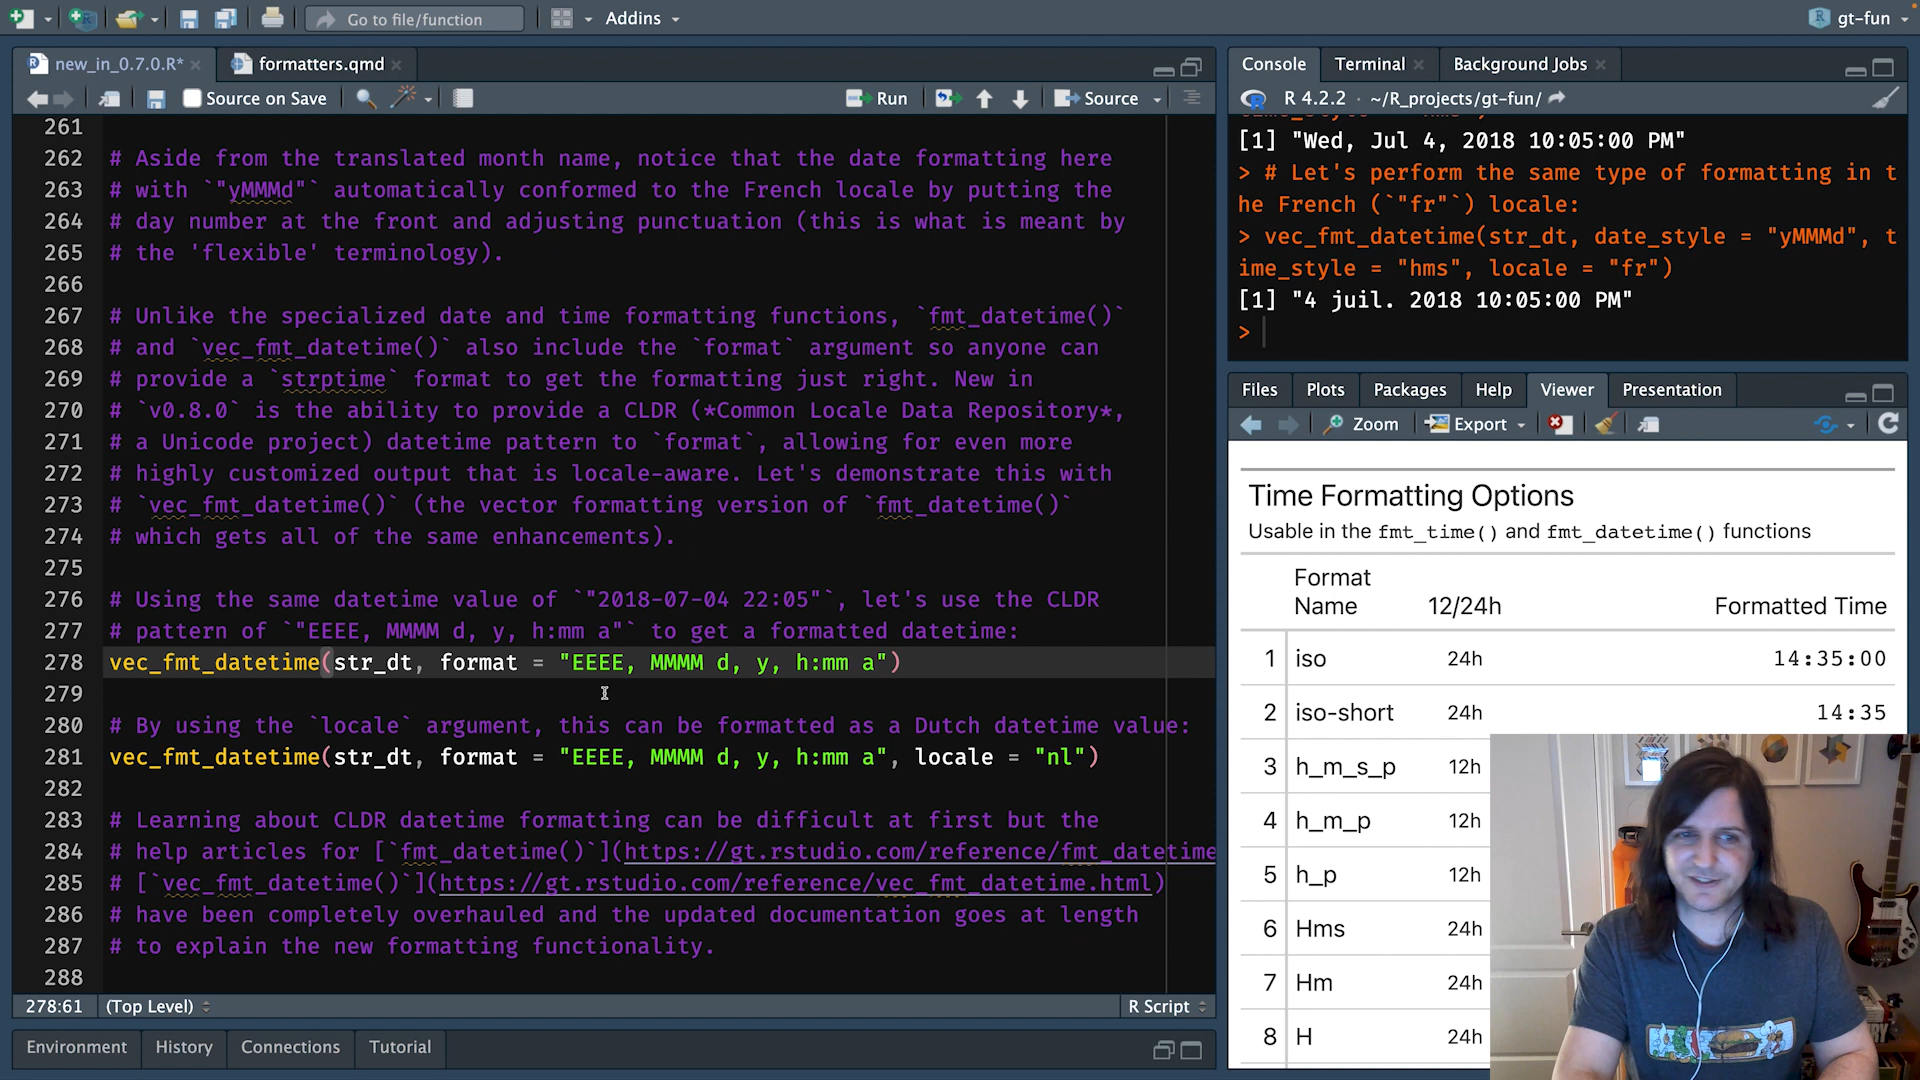 Go to file/function
Addins
gt-fun
new_in_0.7.0.R*
formatters.qmd
Source on Save
Run
Source
261
262 # Aside from the translated month name, notice that the date formatting here
263 # with `"yMMMd"` automatically conformed to the French locale by putting the
264 # day number at the front and adjusting punctuation (this is what is meant by
265 # the 'flexible' terminology).
266
267 # Unlike the specialized date and time formatting functions, `fmt_datetime()`
268 # and `vec_fmt_datetime()` also include the `format` argument so anyone can
269 # provide a `strptime` format to get the formatting just right. New in
270 # `v0.8.0` is the ability to provide a CLDR (*Common Locale Data Repository*,
271 # a Unicode project) datetime pattern to `format`, allowing for even more
272 # highly customized output that is locale-aware. Let's demonstrate this with
273 # `vec_fmt_datetime()` (the vector formatting version of `fmt_datetime()`
274 # which gets all of the same enhancements).
275
276 # Using the same datetime value of `"2018-07-04 22:05"`, let's use the CLDR
277 # pattern of `"EEEE, MMMM d, y, h:mm a"` to get a formatted datetime:
278 vec_fmt_datetime(str_dt, format = "EEEE, MMMM d, y, h:mm a")
279
280 # By using the `locale` argument, this can be formatted as a Dutch datetime value:
281 vec_fmt_datetime(str_dt, format = "EEEE, MMMM d, y, h:mm a", locale = "nl")
282
283 # Learning about CLDR datetime formatting can be difficult at first but the
284 # help articles for [`fmt_datetime()`](https://gt.rstudio.com/reference/fmt_datetime
285 # [`vec_fmt_datetime()`](https://gt.rstudio.com/reference/vec_fmt_datetime.html)
286 # have been completely overhauled and the updated documentation goes at length
287 # to explain the new formatting functionality.
288
278:61 (Top Level)
R Script
Environment
History
Connections
Tutorial
Console
Terminal
Background Jobs
R 4.2.2 · ~/R_projects/gt-fun/
[1] "Wed, Jul 4, 2018 10:05:00 PM"
> # Let's perform the same type of formatting in t
he French (`"fr"`) locale:
> vec_fmt_datetime(str_dt, date_style = "yMMMd", t
ime_style = "hms", locale = "fr")
[1] "4 juil. 2018 10:05:00 PM"
>
Files
Plots
Packages
Help
Viewer
Presentation
Zoom
Export
Time Formatting Options
Usable in the fmt_time() and fmt_datetime() functions
Format Name
12/24h
Formatted Time
1 iso 24h 14:35:00
2 iso-short 24h 14:35
3 h_m_s_p 12h
4 h_m_p 12h
5 h_p 12h
6 Hms 24h
7 Hm 24h
8 H 24h